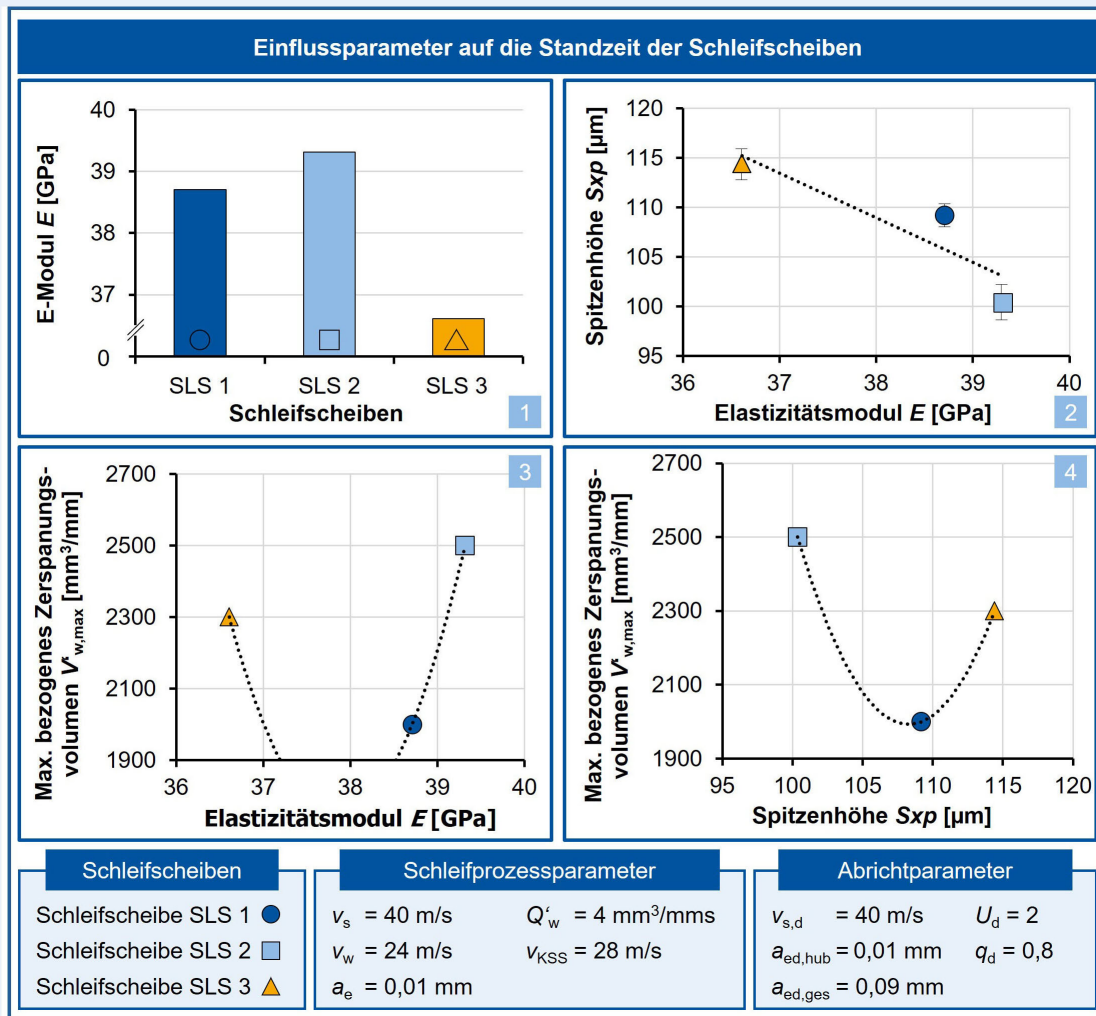 Einflussparameter auf die Standzeit der Schleifscheiben
E-Modul E [GPa]
40
39
38
37
0
SLS 1
SLS 2
SLS 3
Schleifscheiben
1
Spitzenhöhe Sxp [µm]
120
115
110
105
100
95
36
37
38
39
40
Elastizitätsmodul E [GPa]
2
Max. bezogenes Zerspanungs-
volumen V‘w,max [mm³/mm]
2700
2500
2300
2100
1900
36
37
38
39
40
Elastizitätsmodul E [GPa]
3
Max. bezogenes Zerspanungs-
volumen V‘w,max [mm³/mm]
2700
2500
2300
2100
1900
95
100
105
110
115
120
Spitzenhöhe Sxp [µm]
4
Schleifscheiben
Schleifscheibe SLS 1
Schleifscheibe SLS 2
Schleifscheibe SLS 3
Schleifprozessparameter
vs = 40 m/s
Q‘w = 4 mm³/mms
vw = 24 m/s
vKSS = 28 m/s
ae = 0,01 mm
Abrichtparameter
vs,d = 40 m/s
Ud = 2
aed,hub = 0,01 mm
qd = 0,8
aed,ges = 0,09 mm